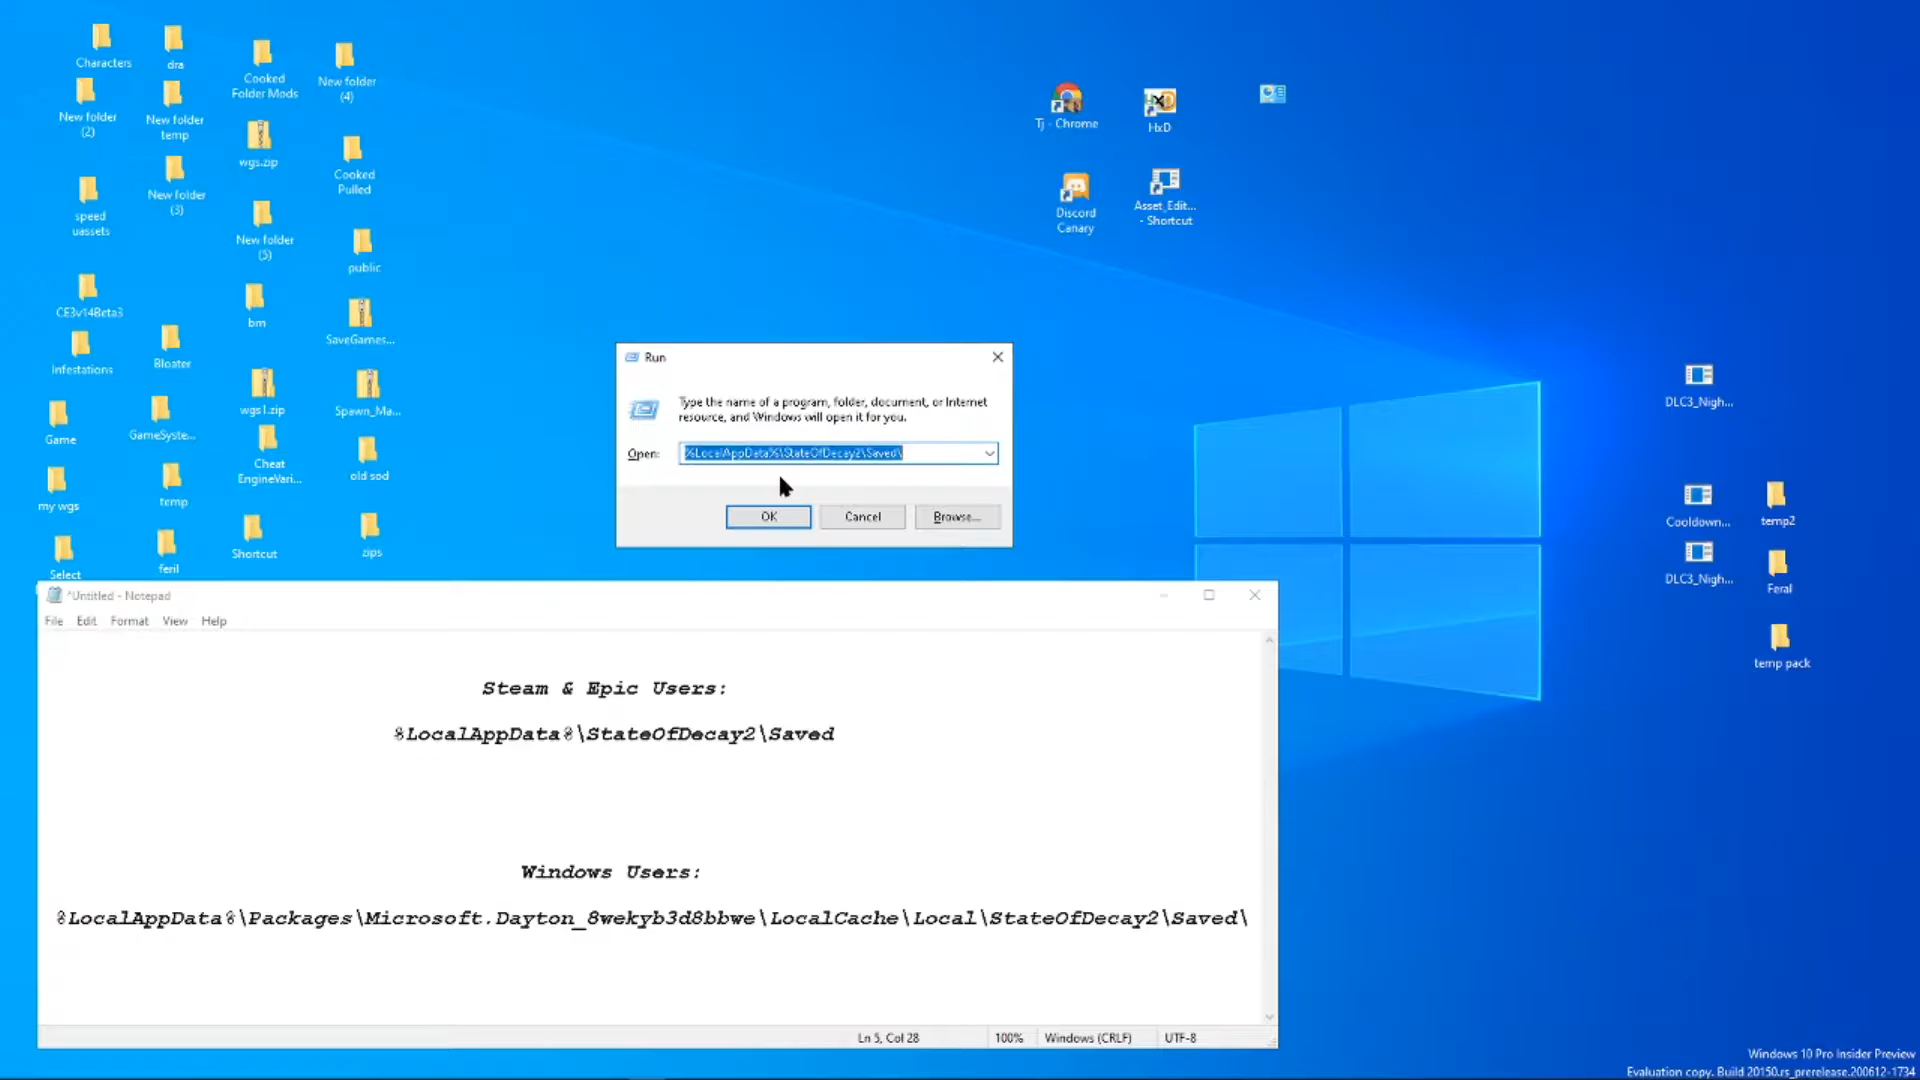 Characters
dra
Cooked
Folder Mods
New folder
(4)
New folder
(2)
New folder
temp
wgs.zip
Cooked
Pulled
speed
uassets
New folder
(3)
New folder
(5)
public
CE3v14Beta3
bm
SaveGames...
Infestations
Bloater
wgs1.zip
Spawn_Ma...
Game
GameSyste...
Cheat
EngineVari...
old sod
my wgs
temp
Shortcut
zips
Select
feril
Tj - Chrome
HxD
Discord
Canary
Asset_Edit...
- Shortcut
DLC3_Nigh...
Cooldown...
temp2
DLC3_Nigh...
Feral
temp pack
Run
Type the name of a program, folder, document, or Internet
resource, and Windows will open it for you.
Open:
%LocalAppData%\StateOfDecay2\Saved\
OK
Cancel
Browse...
*Untitled - Notepad
File Edit Format View Help
Steam & Epic Users:
%LocalAppData%\StateOfDecay2\Saved
Windows Users:
%LocalAppData%\Packages\Microsoft.Dayton_8wekyb3d8bbwe\LocalCache\Local\StateOfDecay2\Saved\
Ln 5, Col 28
100%
Windows (CRLF)
UTF-8
Windows 10 Pro Insider Preview
Evaluation copy. Build 20150.rs_prerelease.200612-1734